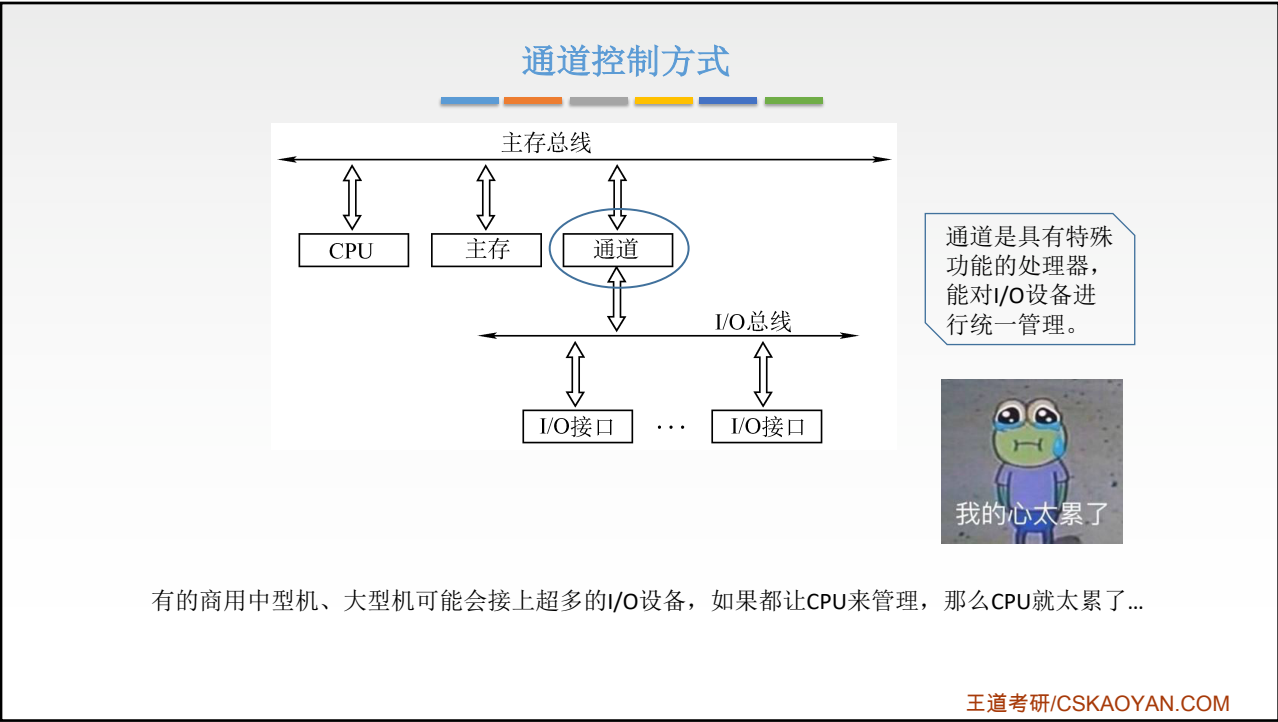 通道控制方式
主存总线
CPU
主存
通道
I/O总线
I/O接口
···
I/O接口
通道是具有特殊
功能的处理器，
能对I/O设备进
行统一管理。
我的心太累了
有的商用中型机、大型机可能会接上超多的I/O设备，如果都让CPU来管理，那么CPU就太累了…
王道考研/CSKAOYAN.COM